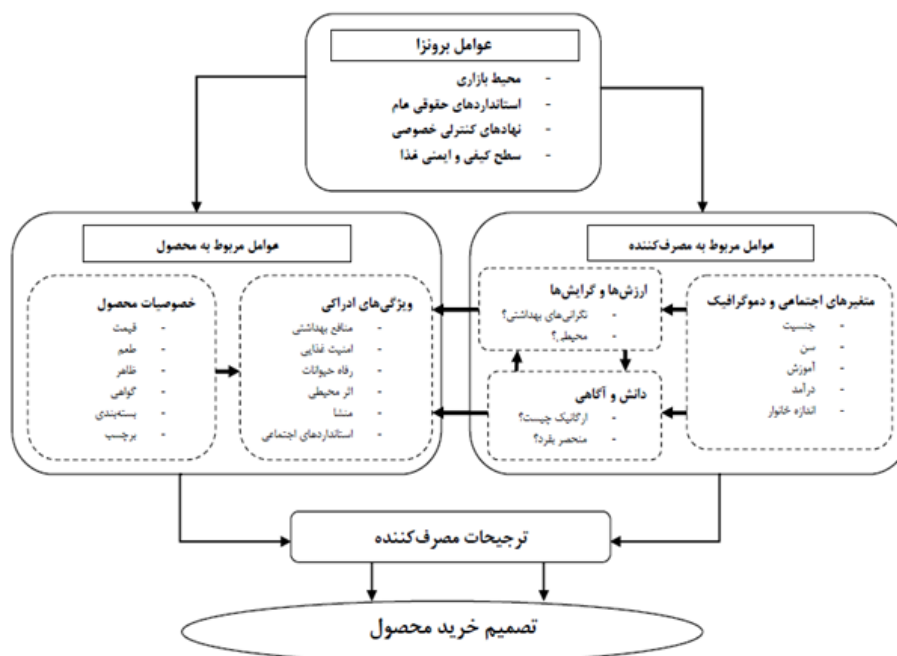 عوامل برونزا
- محیط بازاری
- استانداردهای حقوقی عام
- نهادهای کنترلی خصوصی
- سطح کیفی و ایمنی غذا
عوامل مربوط به مصرف‌کننده
متغیرهای اجتماعی و دموگرافیک
- جنسیت
- سن
- آموزش
- درآمد
- اندازه خانوار
ارزش‌ها و گرایش‌ها
- نگرانی‌های بهداشتی؟
- محیطی؟
دانش و آگاهی
- ارگانیک چیست؟
- منحصر بفرد؟
عوامل مربوط به محصول
ویژگی‌های ادراکی
- منافع بهداشتی
- امنیت غذایی
- رفاه حیوانات
- اثر محیطی
- منشا
- استانداردهای اجتماعی
خصوصیات محصول
- قیمت
- طعم
- ظاهر
- گواهی
- بسته‌بندی
- برچسب
ترجیحات مصرف‌کننده
تصمیم خرید محصول